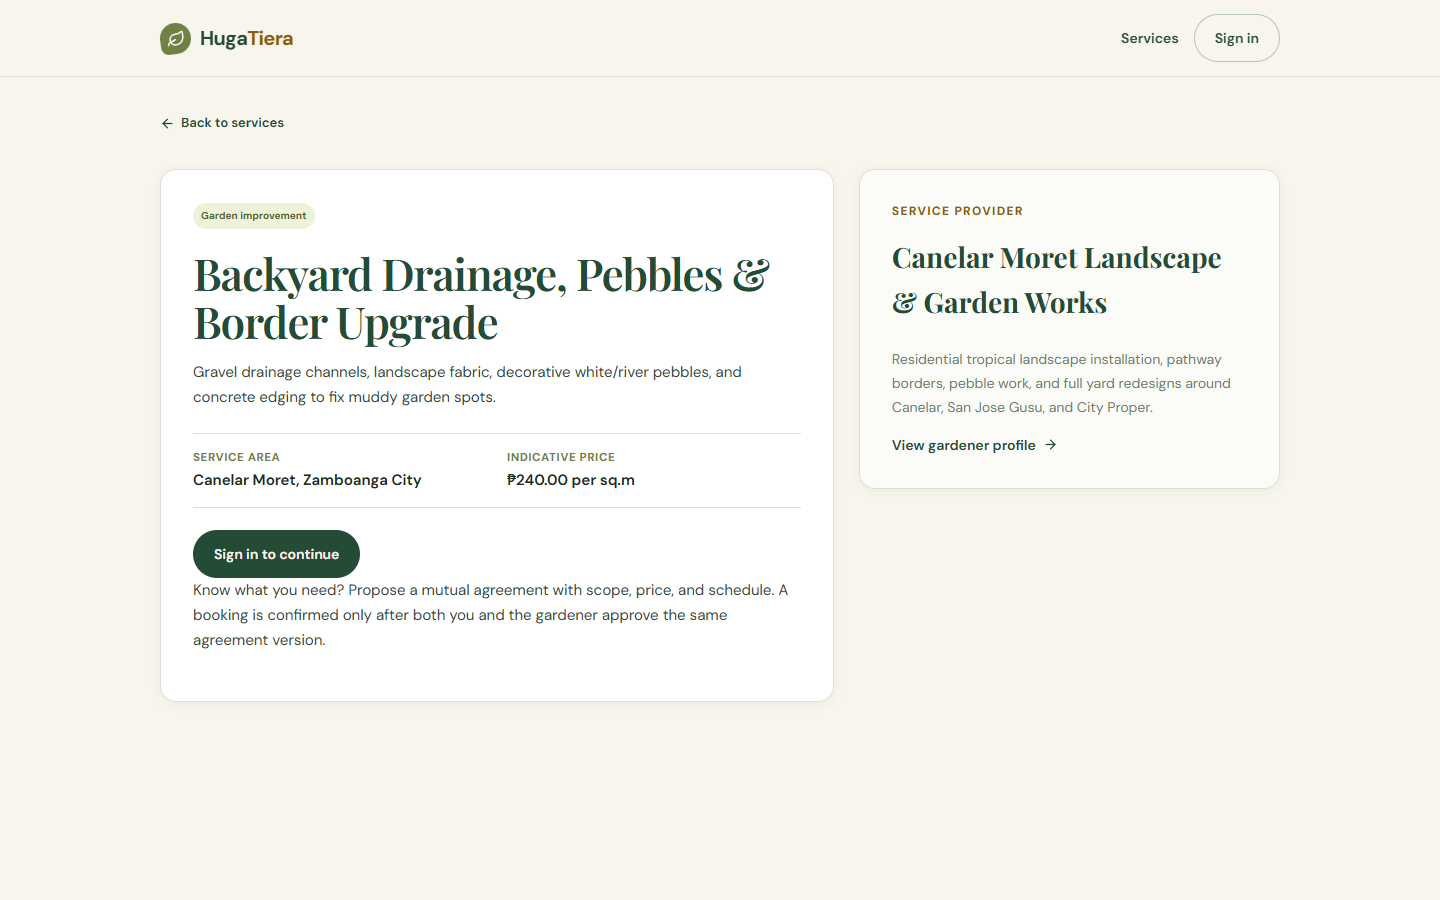 HugaTiera
Services
Sign in
Back to services
Garden improvement
Backyard Drainage, Pebbles &
Border Upgrade
Gravel drainage channels, landscape fabric, decorative white/river pebbles, and
concrete edging to fix muddy garden spots.
SERVICE AREA
Canelar Moret, Zamboanga City
INDICATIVE PRICE
₱240.00 per sq.m
Sign in to continue
Know what you need? Propose a mutual agreement with scope, price, and schedule. A
booking is confirmed only after both you and the gardener approve the same
agreement version.
SERVICE PROVIDER
Canelar Moret Landscape
& Garden Works
Residential tropical landscape installation, pathway
borders, pebble work, and full yard redesigns around
Canelar, San Jose Gusu, and City Proper.
View gardener profile